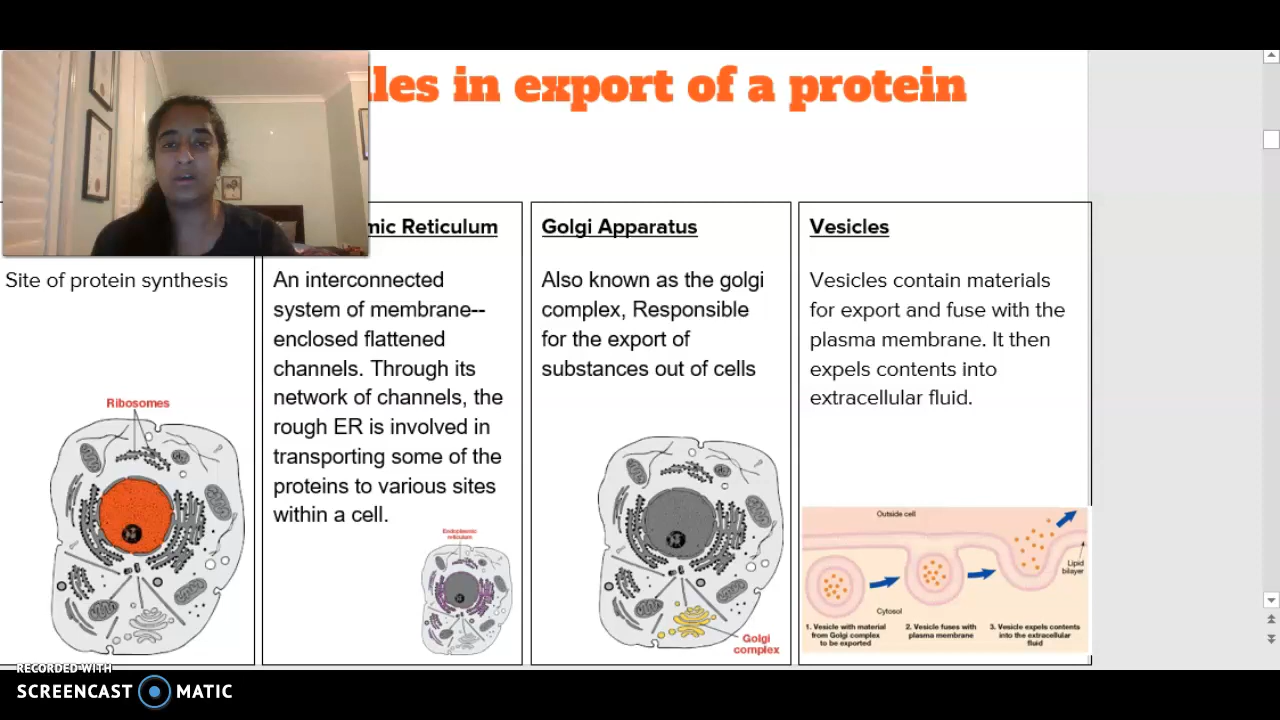 les in export of a protein
mic Reticulum
Golgi Apparatus
Vesicles
Site of protein synthesis
Ribosomes
An interconnected
system of membrane--
enclosed flattened
channels. Through its
network of channels, the
rough ER is involved in
transporting some of the
proteins to various sites
within a cell.
Endoplasmic
reticulum
Also known as the golgi
complex, Responsible
for the export of
substances out of cells
Golgi
complex
Vesicles contain materials
for export and fuse with the
plasma membrane. It then
expels contents into
extracellular fluid.
Outside cell
Lipid
bilayer
Cytosol
1. Vesicle with material
from Golgi complex
to be exported
2. Vesicle fuses with
plasma membrane
3. Vesicle expels contents
into the extracellular
fluid
RECORDED WITH
SCREENCAST MATIC